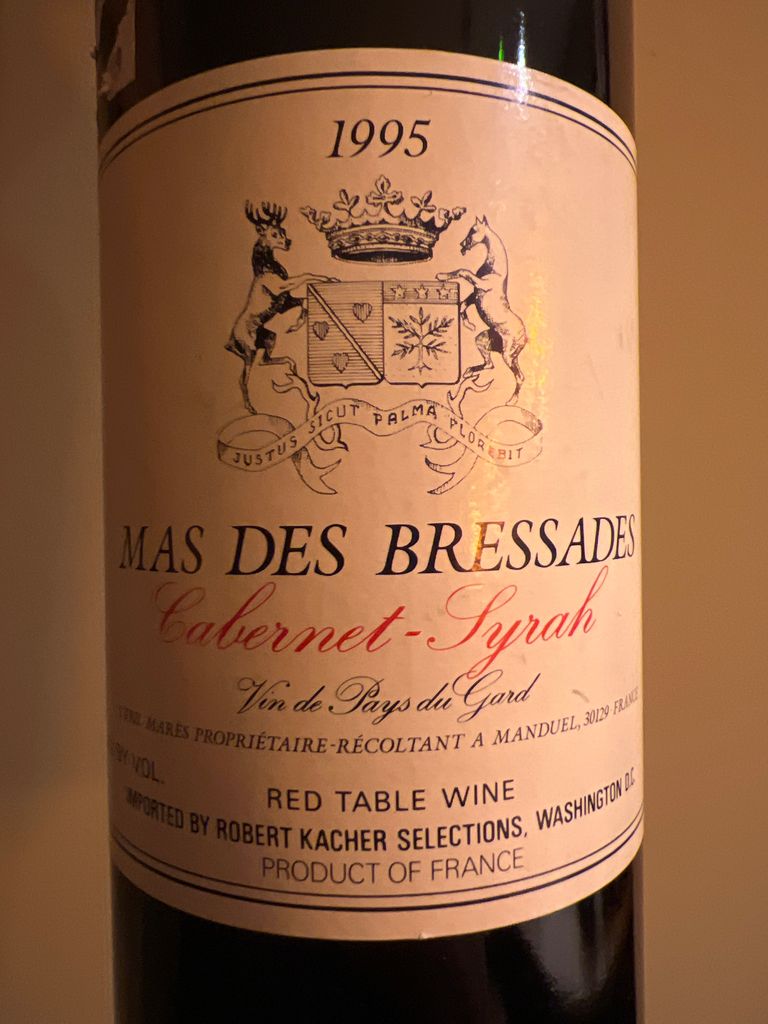 1995
JUSTUS SICUT PALMA FLOREBIT
MAS DES BRESSADES
Cabernet-Syrah
Vin de Pays du Gard
MARÈS PROPRIÉTAIRE-RÉCOLTANT A MANDUEL, 30129 FRANCE
BY VOL.
RED TABLE WINE
IMPORTED BY ROBERT KACHER SELECTIONS, WASHINGTON D.C.
PRODUCT OF FRANCE